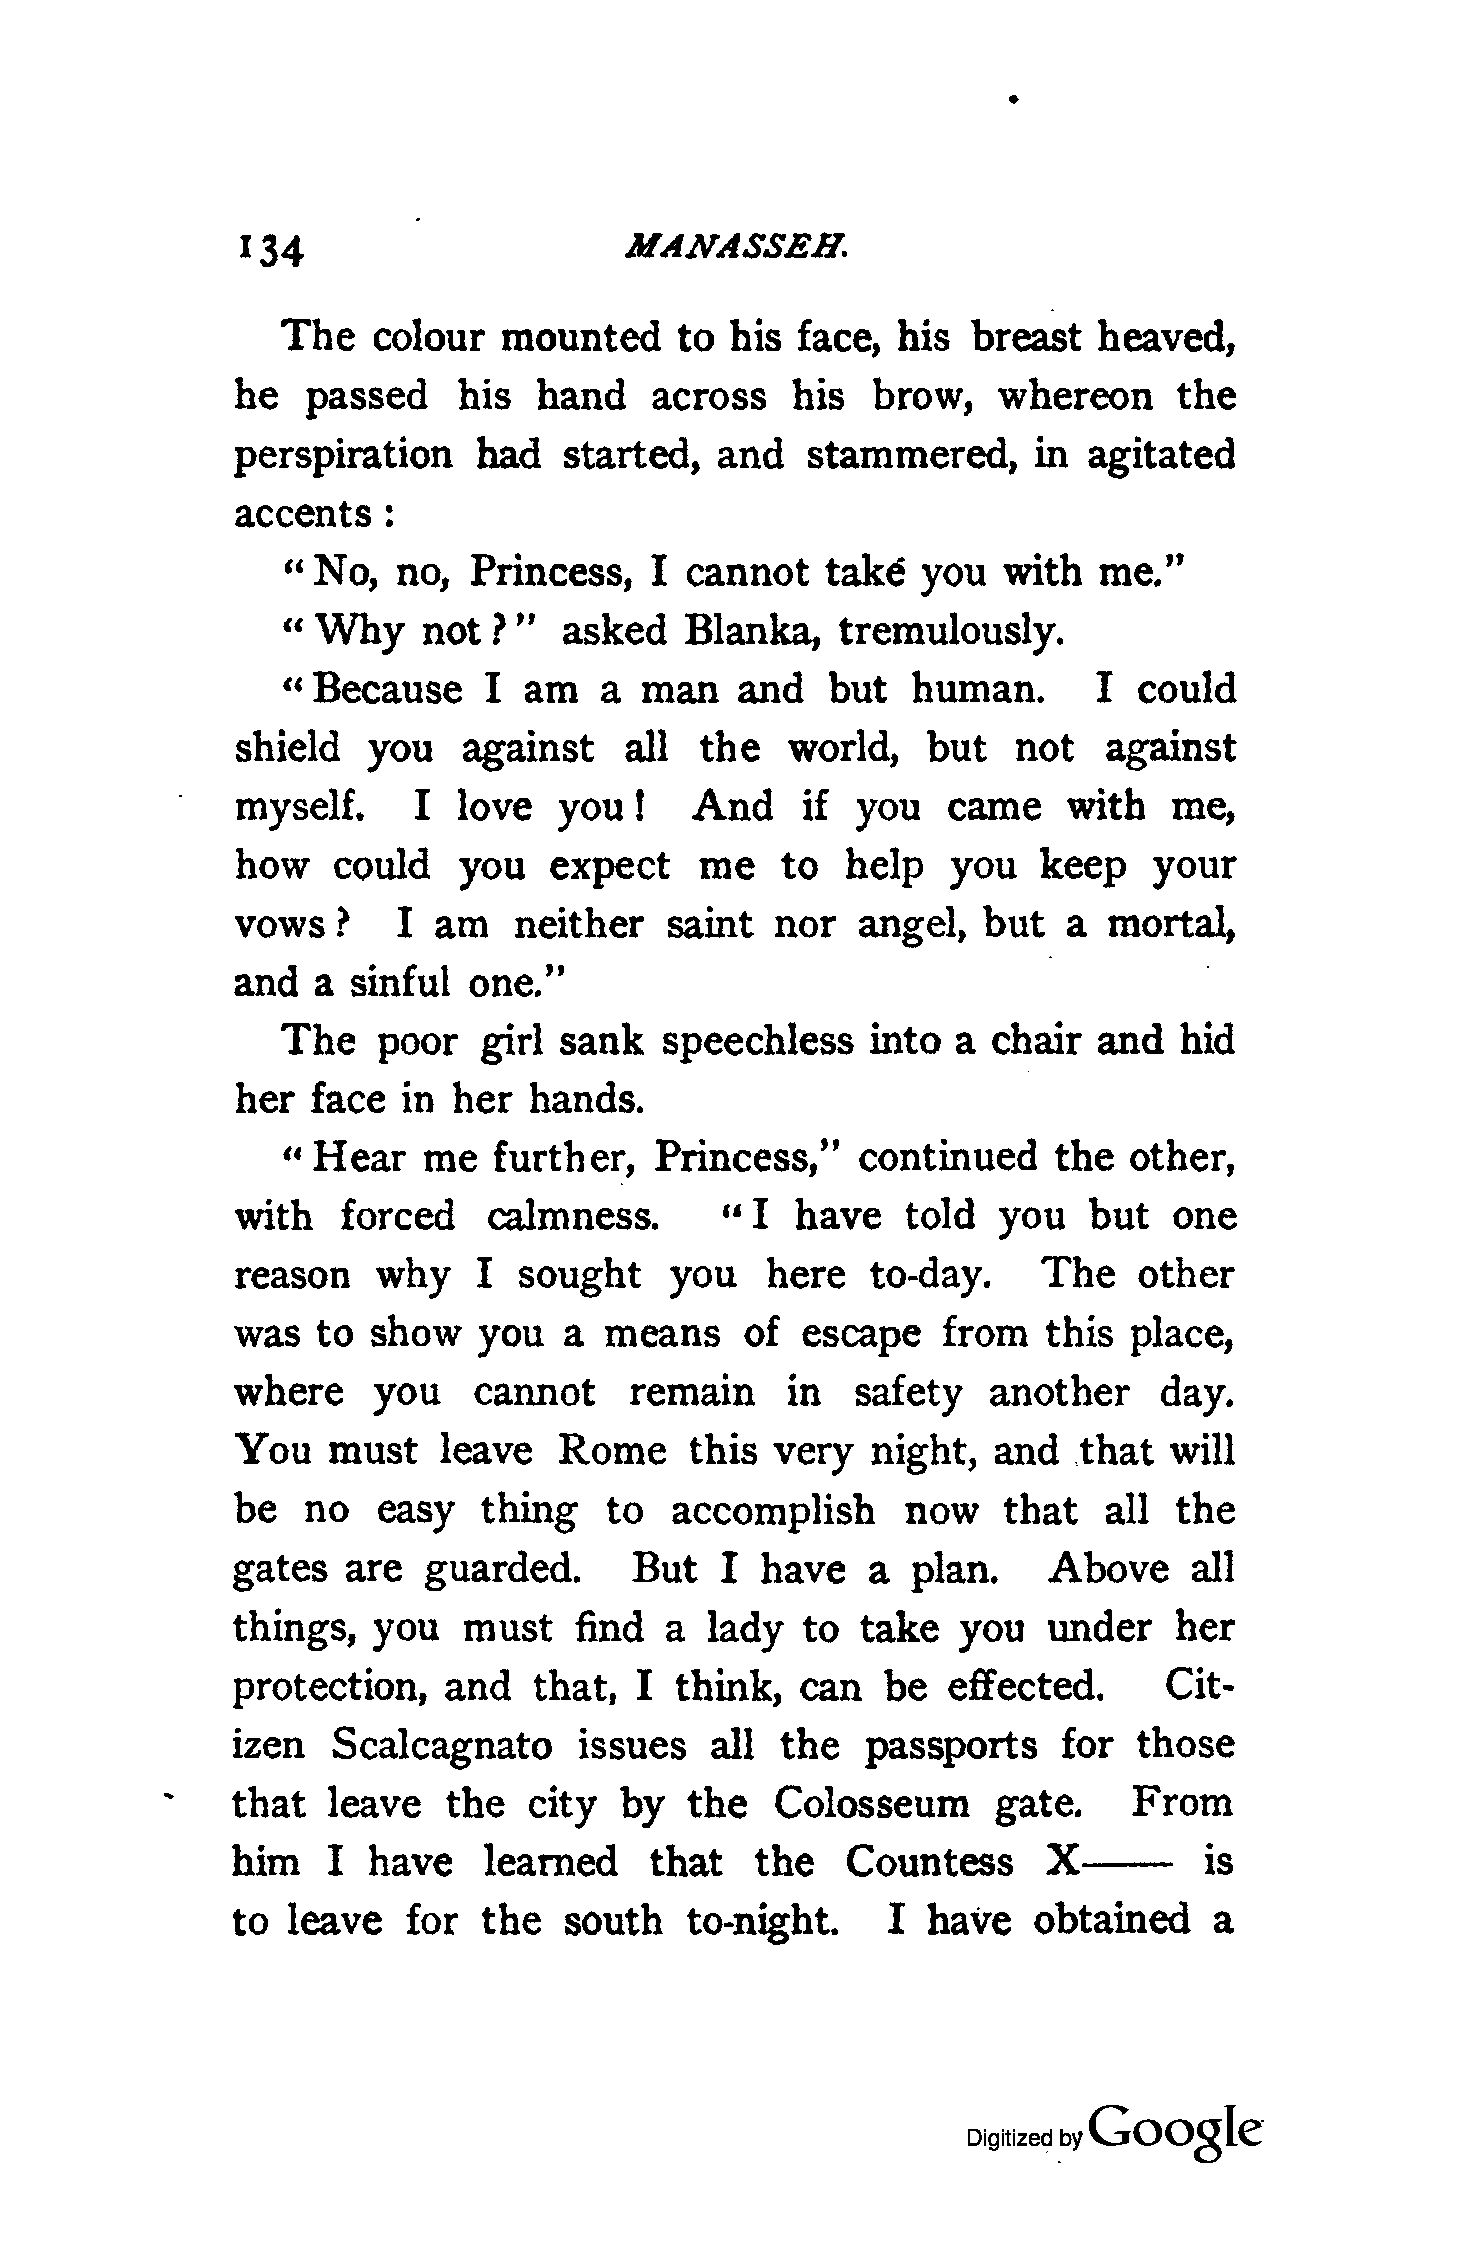 134 MANASSEH.
The colour mounted to his face, his breast heaved,
he passed his hand across his brow, whereon the
perspiration had started, and stammered, in agitated
accents :
" No, no, Princess, I cannot take you with me."
" Why not ? " asked Blanka, tremulously.
" Because I am a man and but human. I could
shield you against all the world, but not against
myself. I love you ! And if you came with me,
how could you expect me to help you keep your
vows ? I am neither saint nor angel, but a mortal,
and a sinful one."
The poor girl sank speechless into a chair and hid
her face in her hands.
" Hear me further, Princess," continued the other,
with forced calmness. " I have told you but one
reason why I sought you here to-day. The other
was to show you a means of escape from this place,
where you cannot remain in safety another day.
You must leave Rome this very night, and that will
be no easy thing to accomplish now that all the
gates are guarded. But I have a plan. Above all
things, you must find a lady to take you under her
protection, and that, I think, can be effected. Cit-
izen Scalcagnato issues all the passports for those
that leave the city by the Colosseum gate. From
him I have learned that the Countess X—— is
to leave for the south to-night. I have obtained a
Digitized by Google